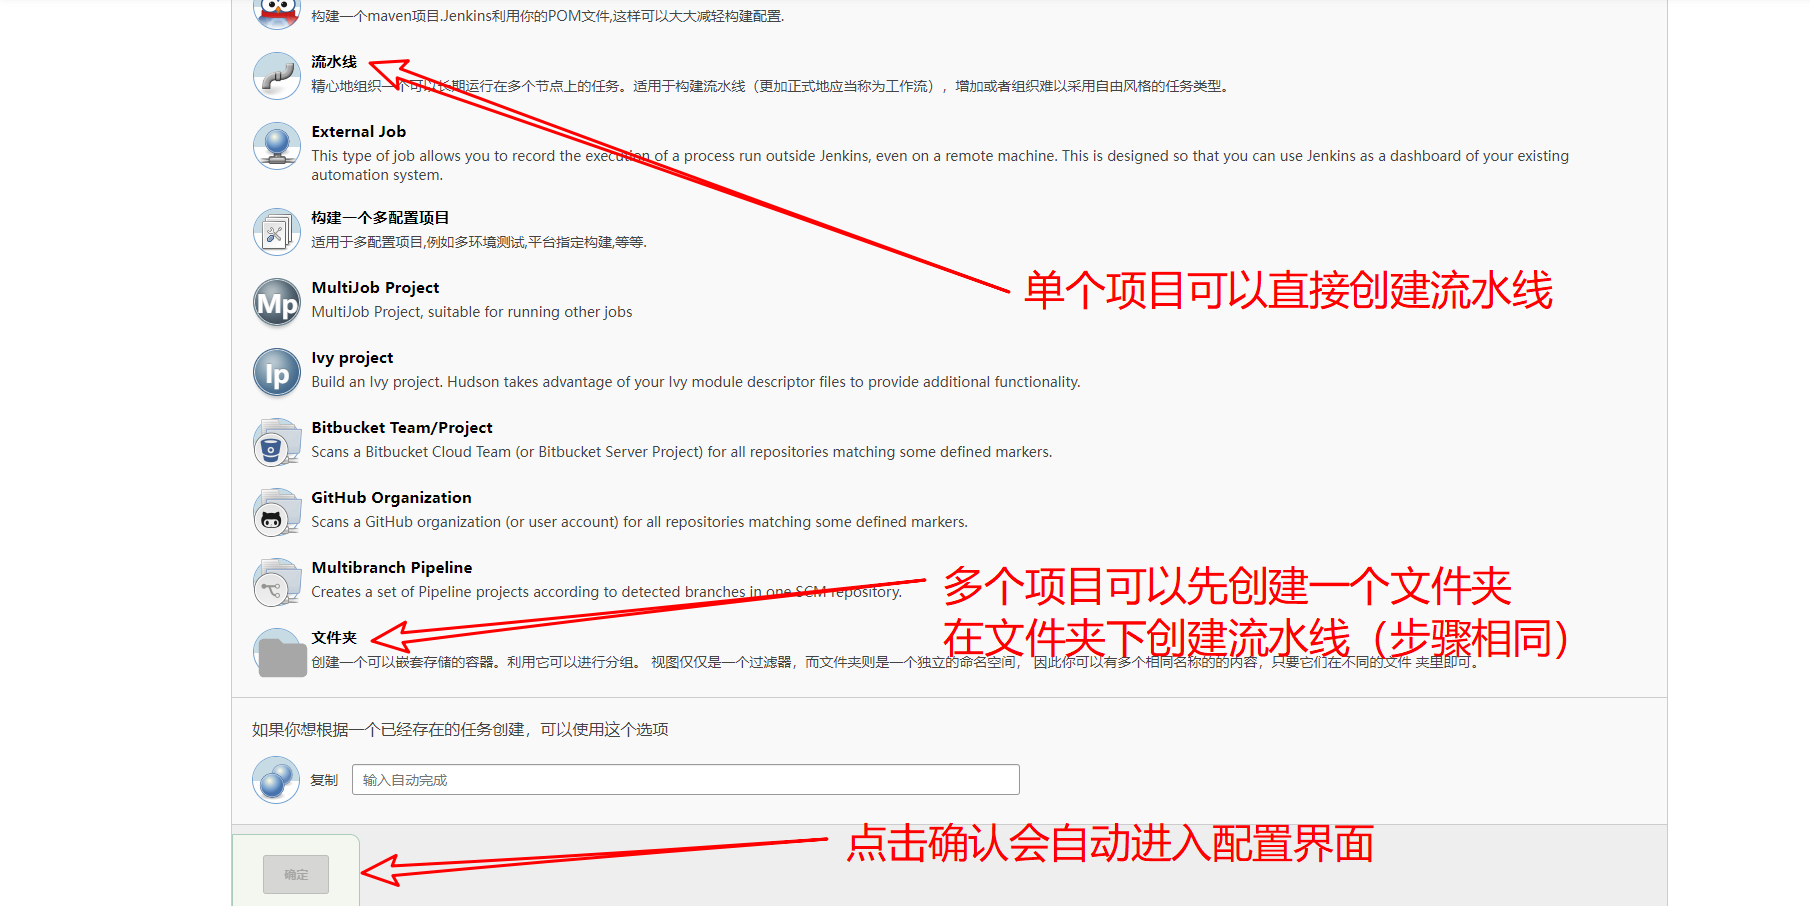 构建一个maven项目.Jenkins利用你的POM文件,这样可以大大减轻构建配置.
流水线
精心地组织一个可以长期运行在多个节点上的任务。适用于构建流水线（更加正式地应当称为工作流），增加或者组织难以采用自由风格的任务类型。
External Job
This type of job allows you to record the execution of a process run outside Jenkins, even on a remote machine. This is designed so that you can use Jenkins as a dashboard of your existing
automation system.
构建一个多配置项目
适用于多配置项目,例如多环境测试,平台指定构建,等等.
单个项目可以直接创建流水线
Mp
MultiJob Project
MultiJob Project, suitable for running other jobs
Ip
Ivy project
Build an Ivy project. Hudson takes advantage of your Ivy module descriptor files to provide additional functionality.
Bitbucket Team/Project
Scans a Bitbucket Cloud Team (or Bitbucket Server Project) for all repositories matching some defined markers.
GitHub Organization
Scans a GitHub organization (or user account) for all repositories matching some defined markers.
Multibranch Pipeline
Creates a set of Pipeline projects according to detected branches in one SCM repository.
多个项目可以先创建一个文件夹
在文件夹下创建流水线（步骤相同）
文件夹
创建一个可以嵌套存储的容器。利用它可以进行分组。 视图仅仅是一个过滤器，而文件夹则是一个独立的命名空间， 因此你可以有多个相同名称的的内容，只要它们在不同的文件 夹里即可。
如果你想根据一个已经存在的任务创建，可以使用这个选项
复制
输入自动完成
点击确认会自动进入配置界面
确定